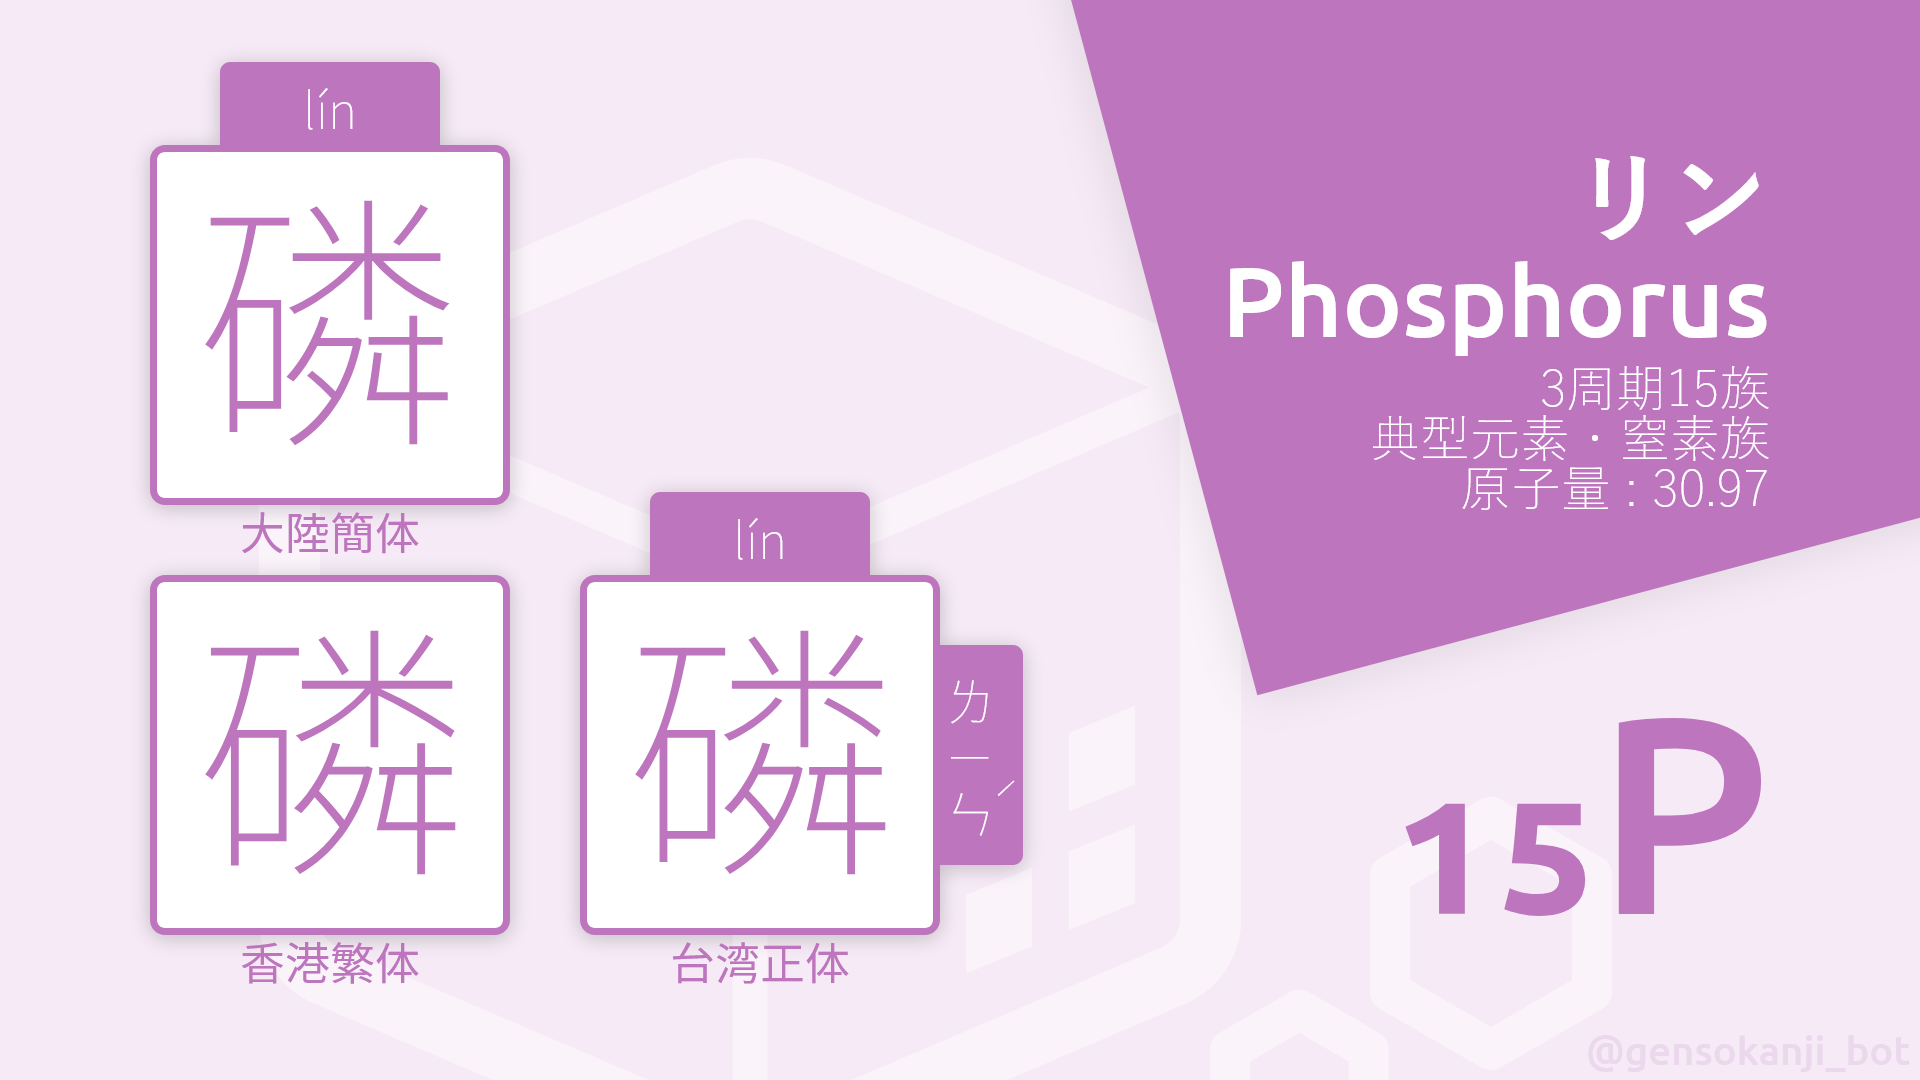 lín
磷
大陸簡体
磷
香港繁体
lín
磷
ㄌㄧㄣˊ
台湾正体
リン
Phosphorus
3周期15族
典型元素・窒素族
原子量：30.97
15P
@gensokanji_bot